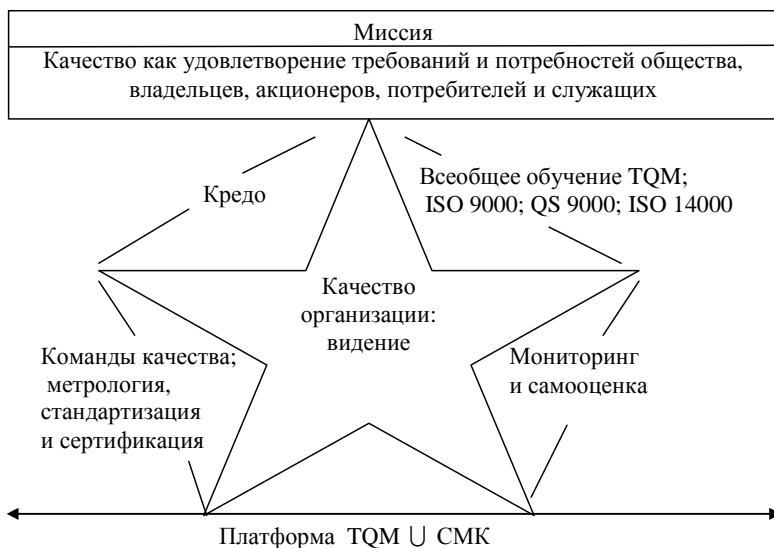 Миссия
Качество как удовлетворение требований и потребностей общества,
владельцев, акционеров, потребителей и служащих
Кредо
Всеобщее обучение TQM;
ISO 9000; QS 9000; ISO 14000
Качество
организации:
видение
Команды качества;
метрология,
стандартизация
и сертификация
Мониторинг
и самооценка
Платформа TQM ∪ СМК